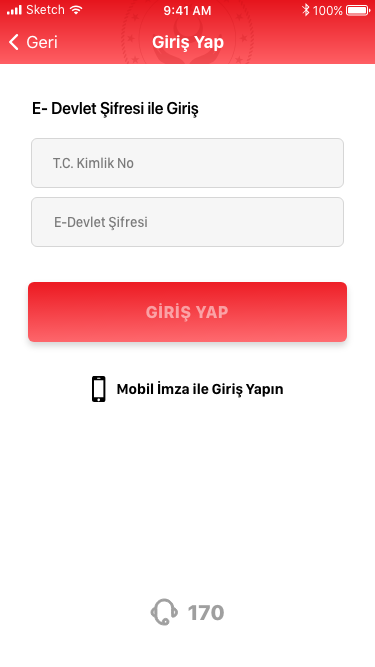 Sketch 9:41 AM 100%
Geri Giriş Yap
E- Devlet Şifresi ile Giriş
T.C. Kimlik No
E-Devlet Şifresi
GİRİŞ YAP
Mobil İmza ile Giriş Yapın
170